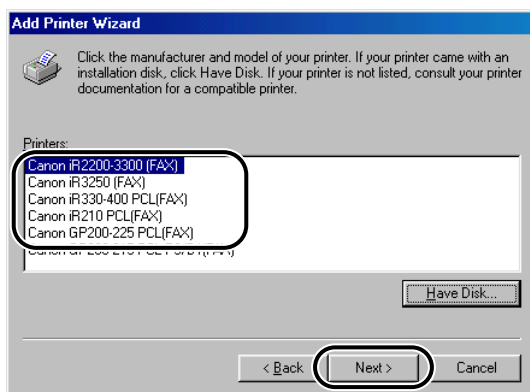 Add Printer Wizard
Click the manufacturer and model of your printer. If your printer came with an
installation disk, click Have Disk. If your printer is not listed, consult your printer
documentation for a compatible printer.
Printers:
Canon iR2200-3300 (FAX)
Canon iR3250 (FAX)
Canon iR330-400 PCL(FAX)
Canon iR210 PCL(FAX)
Canon GP200-225 PCL(FAX)
Have Disk...
< Back
Next >
Cancel